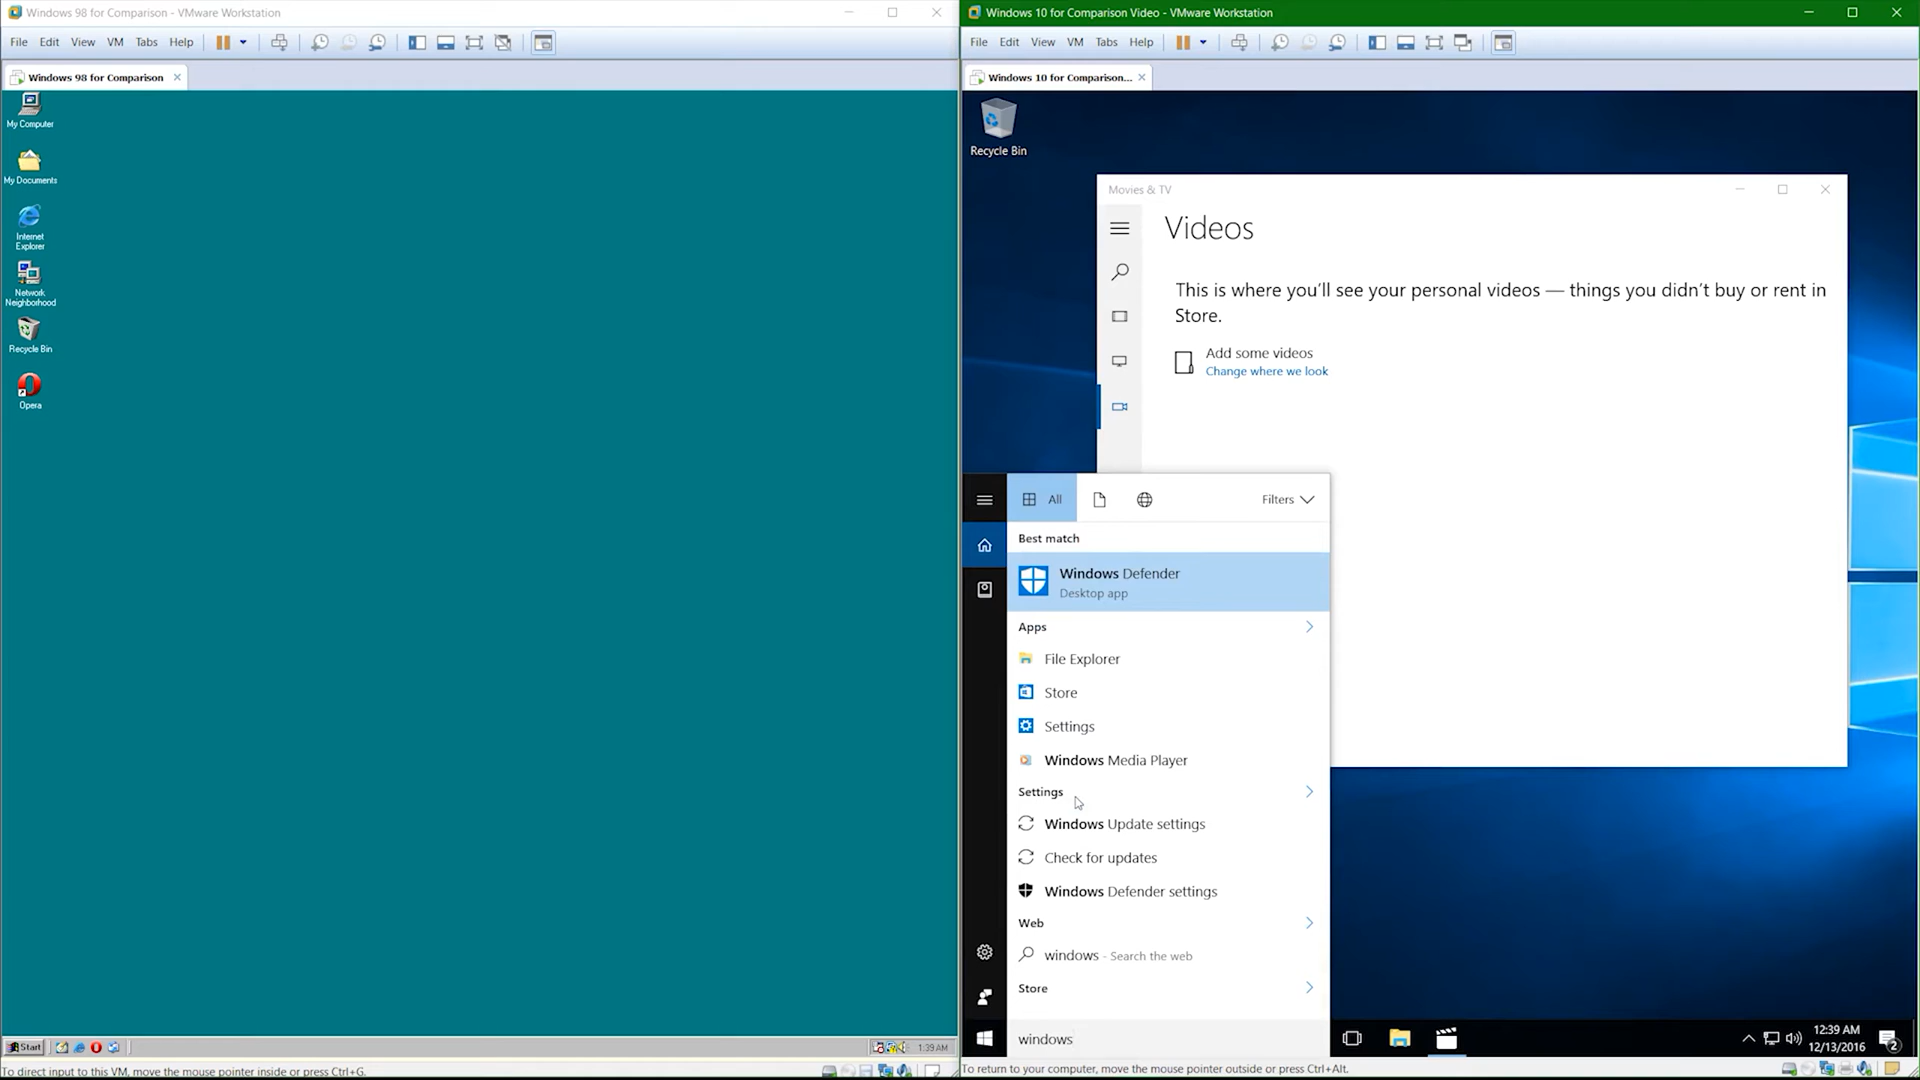 Windows 98 for Comparison - VMware Workstation
File Edit View VM Tabs Help
Windows 98 for Comparison
My Computer
My Documents
Internet
Explorer
Network
Neighborhood
Recycle Bin
Opera
Start
1:39 AM
To direct input to this VM, move the mouse pointer inside or press Ctrl+G.
Windows 10 for Comparison Video - VMware Workstation
File Edit View VM Tabs Help
Windows 10 for Comparison...
Recycle Bin
Movies & TV
Videos
This is where you'll see your personal videos — things you didn't buy or rent in
Store.
Add some videos
Change where we look
All
Filters
Best match
Windows Defender
Desktop app
Apps
File Explorer
Store
Settings
Windows Media Player
Settings
Windows Update settings
Check for updates
Windows Defender settings
Web
windows - Search the web
Store
windows
12:39 AM
12/13/2016
2
To return to your computer, move the mouse pointer outside or press Ctrl+Alt.